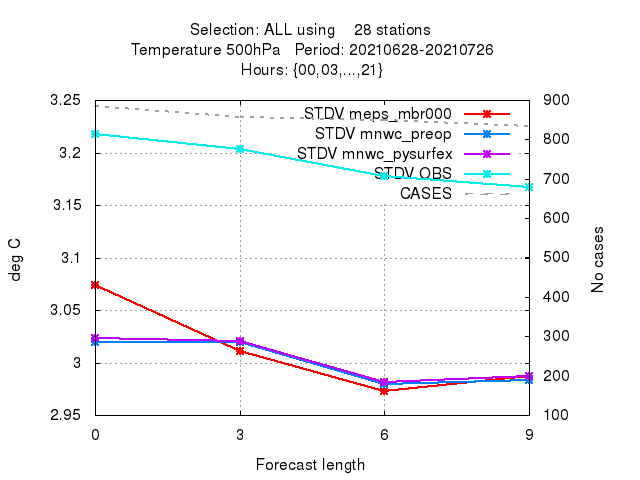 Selection: ALL using    28 stations
Temperature 500hPa   Period: 20210628-20210726
Hours: {00,03,...,21}
3.25
3.2
3.15
3.1
3.05
3
2.95
deg C
STDV meps_mbr000
STDV mnwc_preop
STDV mnwc_pysurfex
STDV OBS
CASES
900
800
700
600
500
400
300
200
100
No cases
0 3 6 9
Forecast length